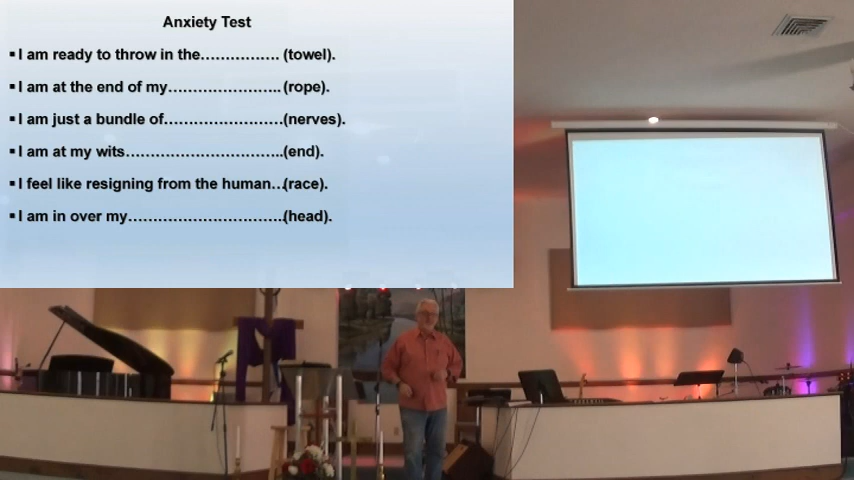 Anxiety Test
▪ I am ready to throw in the................ (towel).
▪ I am at the end of my...................... (rope).
▪ I am just a bundle of.......................(nerves).
▪ I am at my wits..............................(end).
▪ I feel like resigning from the human...(race).
▪ I am in over my..............................(head).